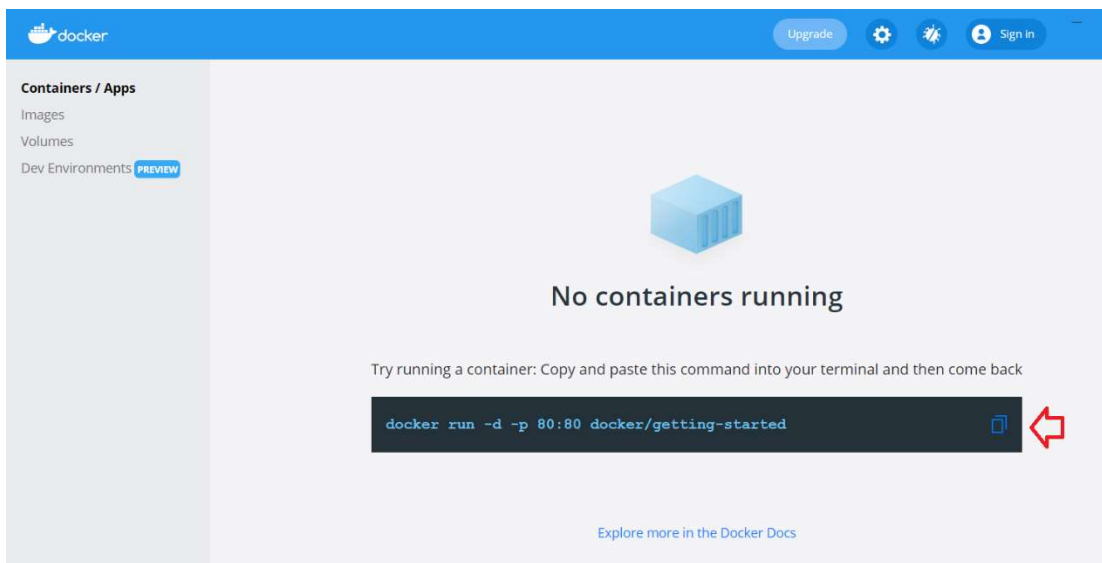 docker
Upgrade
Sign in
Containers / Apps
Images
Volumes
Dev Environments PREVIEW
No containers running
Try running a container: Copy and paste this command into your terminal and then come back
docker run -d -p 80:80 docker/getting-started
Explore more in the Docker Docs